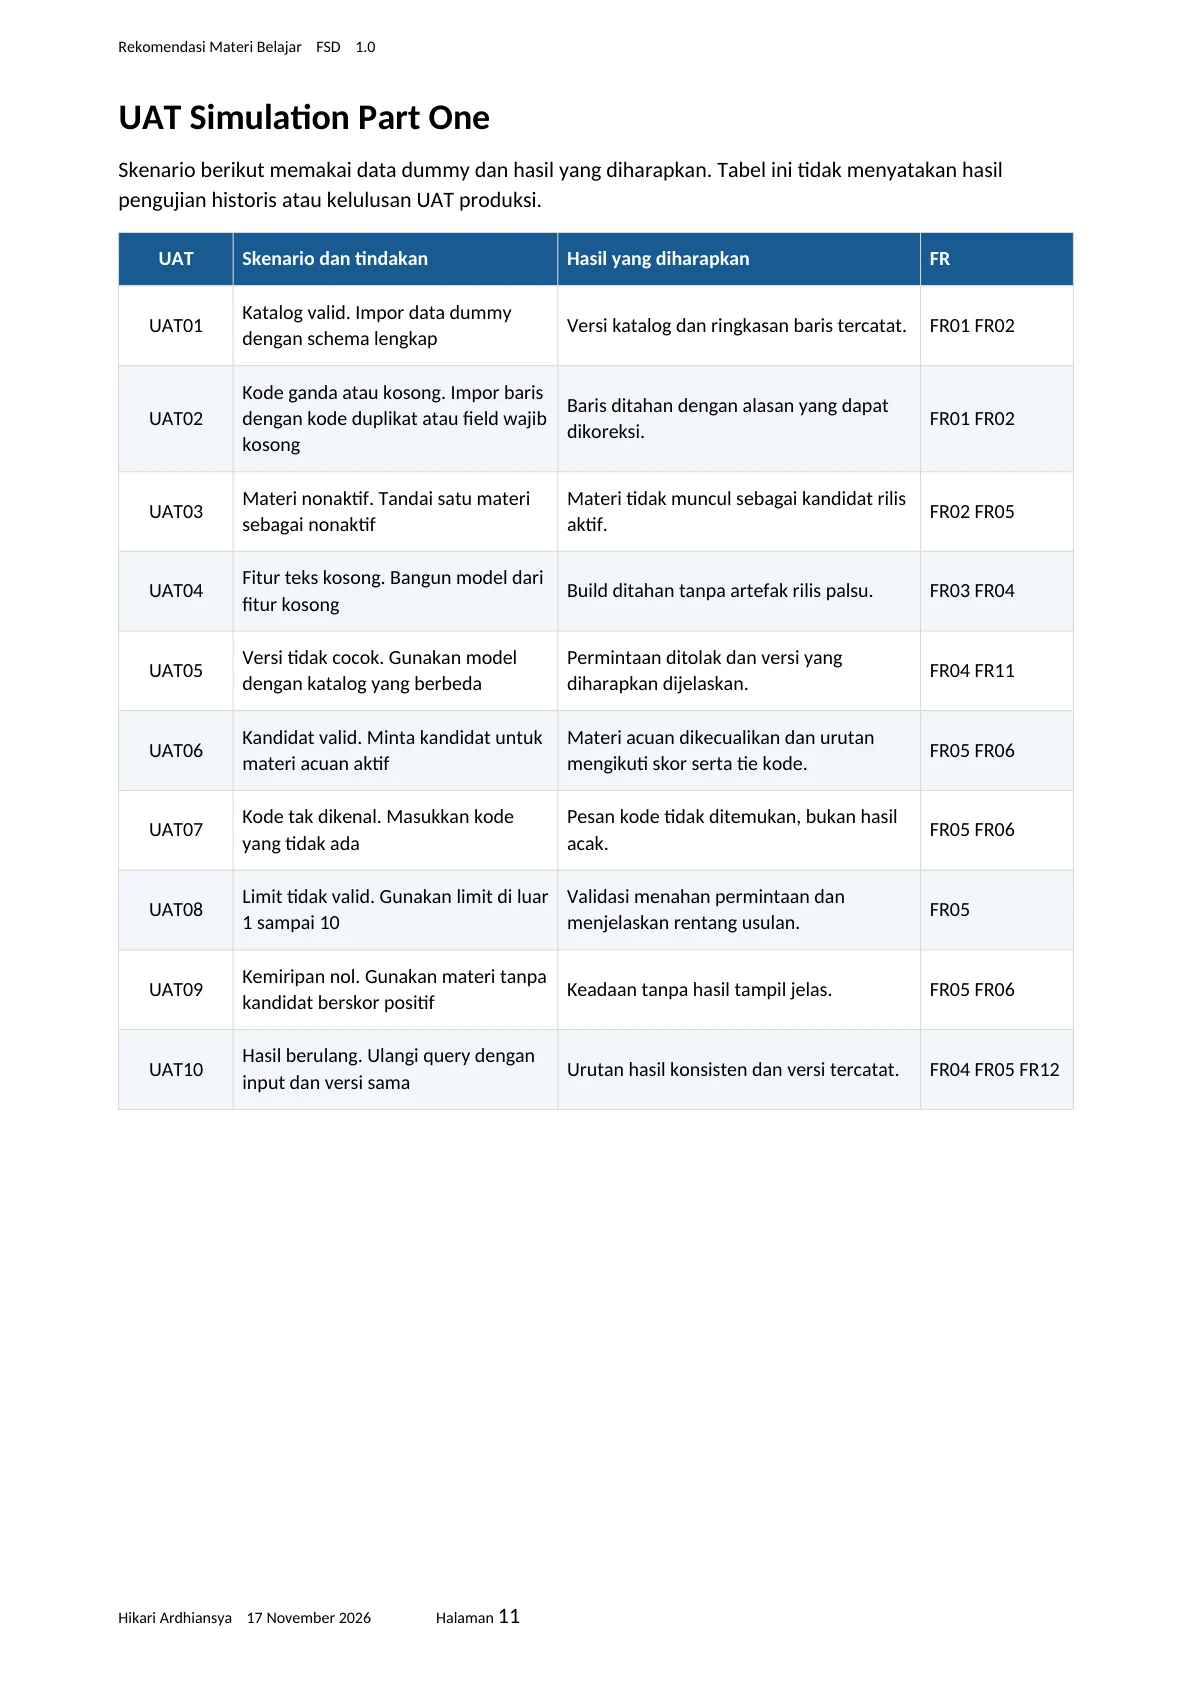 Rekomendasi Materi Belajar FSD 1.0
UAT Simulation Part One
Skenario berikut memakai data dummy dan hasil yang diharapkan. Tabel ini tidak menyatakan hasil
pengujian historis atau kelulusan UAT produksi.
UAT Skenario dan tindakan Hasil yang diharapkan FR
Katalog valid. Impor data dummy
dengan schema lengkap
UAT01 Versi katalog dan ringkasan baris tercatat. FR01 FR02
Kode ganda atau kosong. Impor baris
dengan kode duplikat atau field wajib
kosong
UAT02 Baris ditahan dengan alasan yang dapat
dikoreksi.
FR01 FR02
UAT03 Materi nonaktif. Tandai satu materi
sebagai nonaktif
Materi tidak muncul sebagai kandidat rilis
aktif.
FR02 FR05
UAT04 Fitur teks kosong. Bangun model dari
fitur kosong
Build ditahan tanpa artefak rilis palsu. FR03 FR04
UAT05 Versi tidak cocok. Gunakan model
dengan katalog yang berbeda
Permintaan ditolak dan versi yang
diharapkan dijelaskan.
FR04 FR11
UAT06 Kandidat valid. Minta kandidat untuk
materi acuan aktif
Materi acuan dikecualikan dan urutan
mengikuti skor serta tie kode.
FR05 FR06
UAT07 Kode tak dikenal. Masukkan kode
yang tidak ada
Pesan kode tidak ditemukan, bukan hasil
acak.
FR05 FR06
UAT08 Limit tidak valid. Gunakan limit di luar
1 sampai 10
Validasi menahan permintaan dan
menjelaskan rentang usulan.
FR05
UAT09 Kemiripan nol. Gunakan materi tanpa
kandidat berskor positif
Keadaan tanpa hasil tampil jelas. FR05 FR06
UAT10 Hasil berulang. Ulangi query dengan
input dan versi sama
Urutan hasil konsisten dan versi tercatat. FR04 FR05 FR12
Hikari Ardhiansya 17 November 2026 Halaman 11